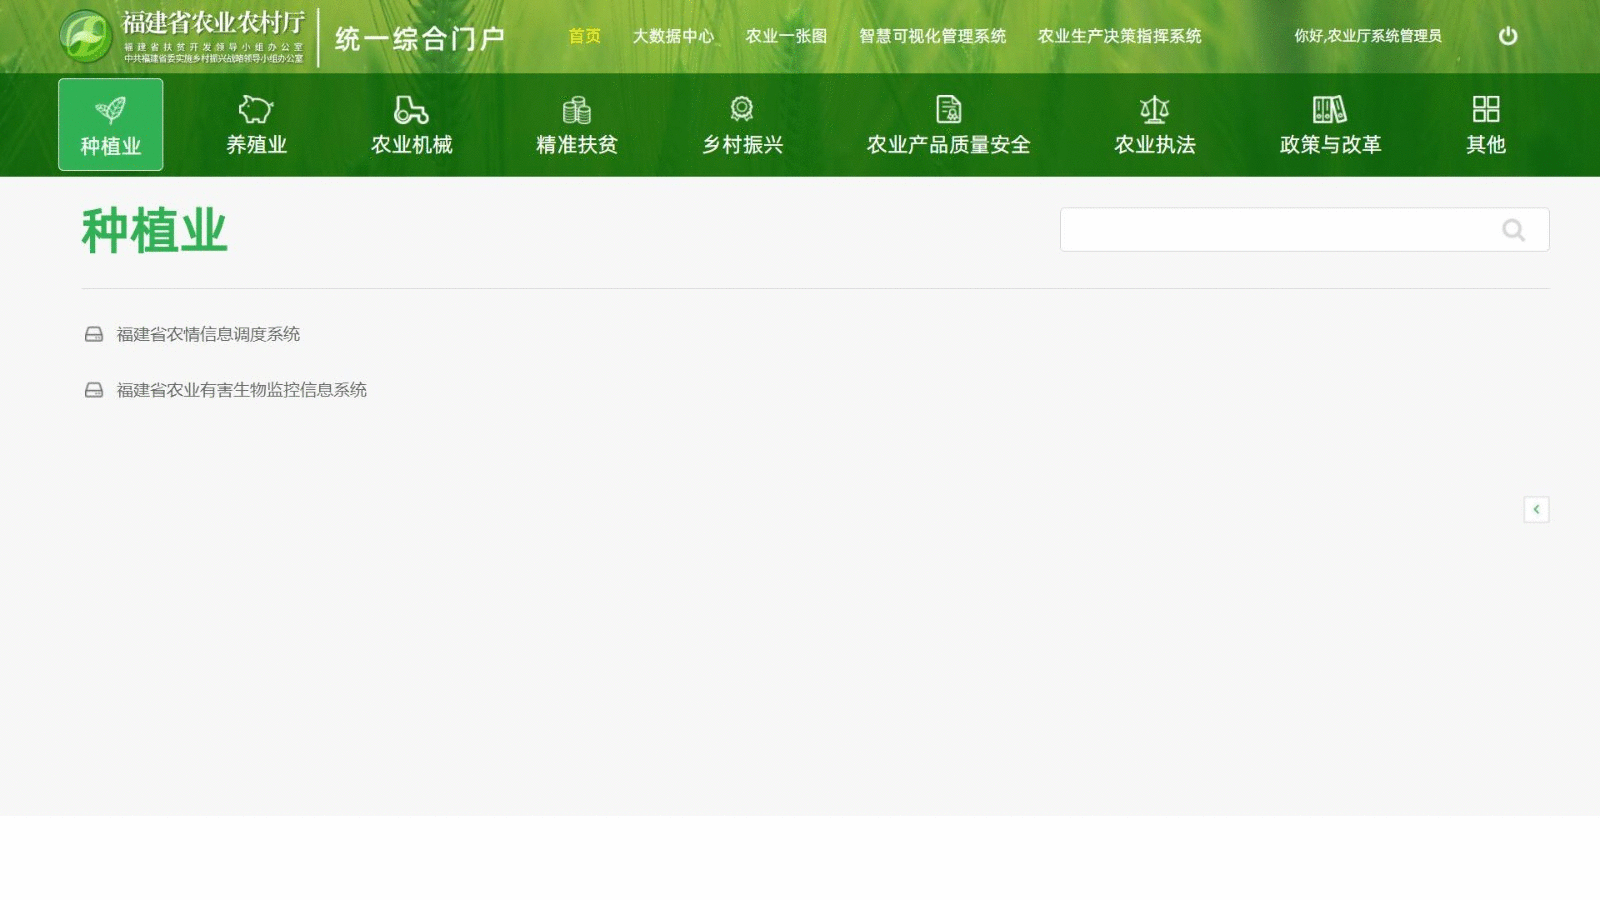 福建省农业农村厅
福建省扶贫开发领导小组办公室
中共福建省委实施乡村振兴战略领导小组办公室
统一综合门户
首页 大数据中心 农业一张图 智慧可视化管理系统 农业生产决策指挥系统 你好,农业厅系统管理员
种植业 养殖业 农业机械 精准扶贫 乡村振兴 农业产品质量安全 农业执法 政策与改革 其他
种植业
福建省农情信息调度系统
福建省农业有害生物监控信息系统